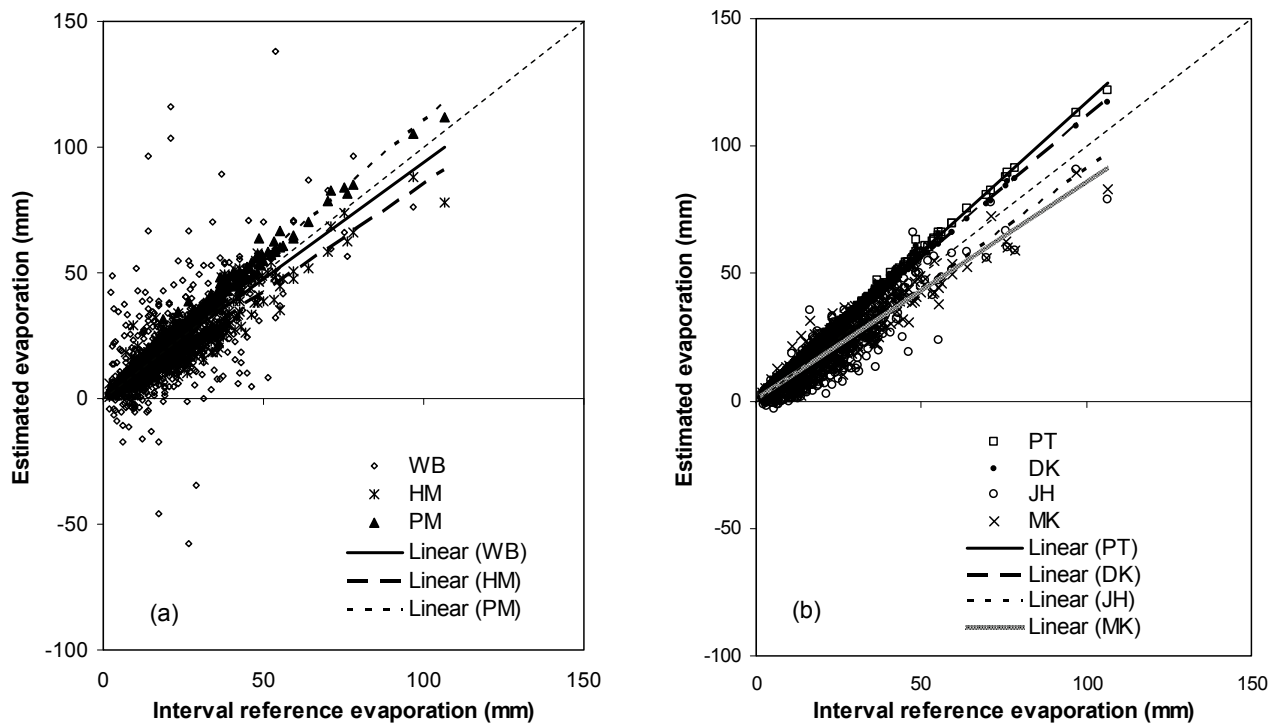 150
100
50
0
-50
-100
Estimated evaporation (mm)
0 50 100 150
Interval reference evaporation (mm)
WB
HM
PM
Linear (WB)
Linear (HM)
Linear (PM)
(a)
150
100
50
0
-50
-100
Estimated evaporation (mm)
0 50 100 150
Interval reference evaporation (mm)
PT
DK
JH
MK
Linear (PT)
Linear (DK)
Linear (JH)
Linear (MK)
(b)